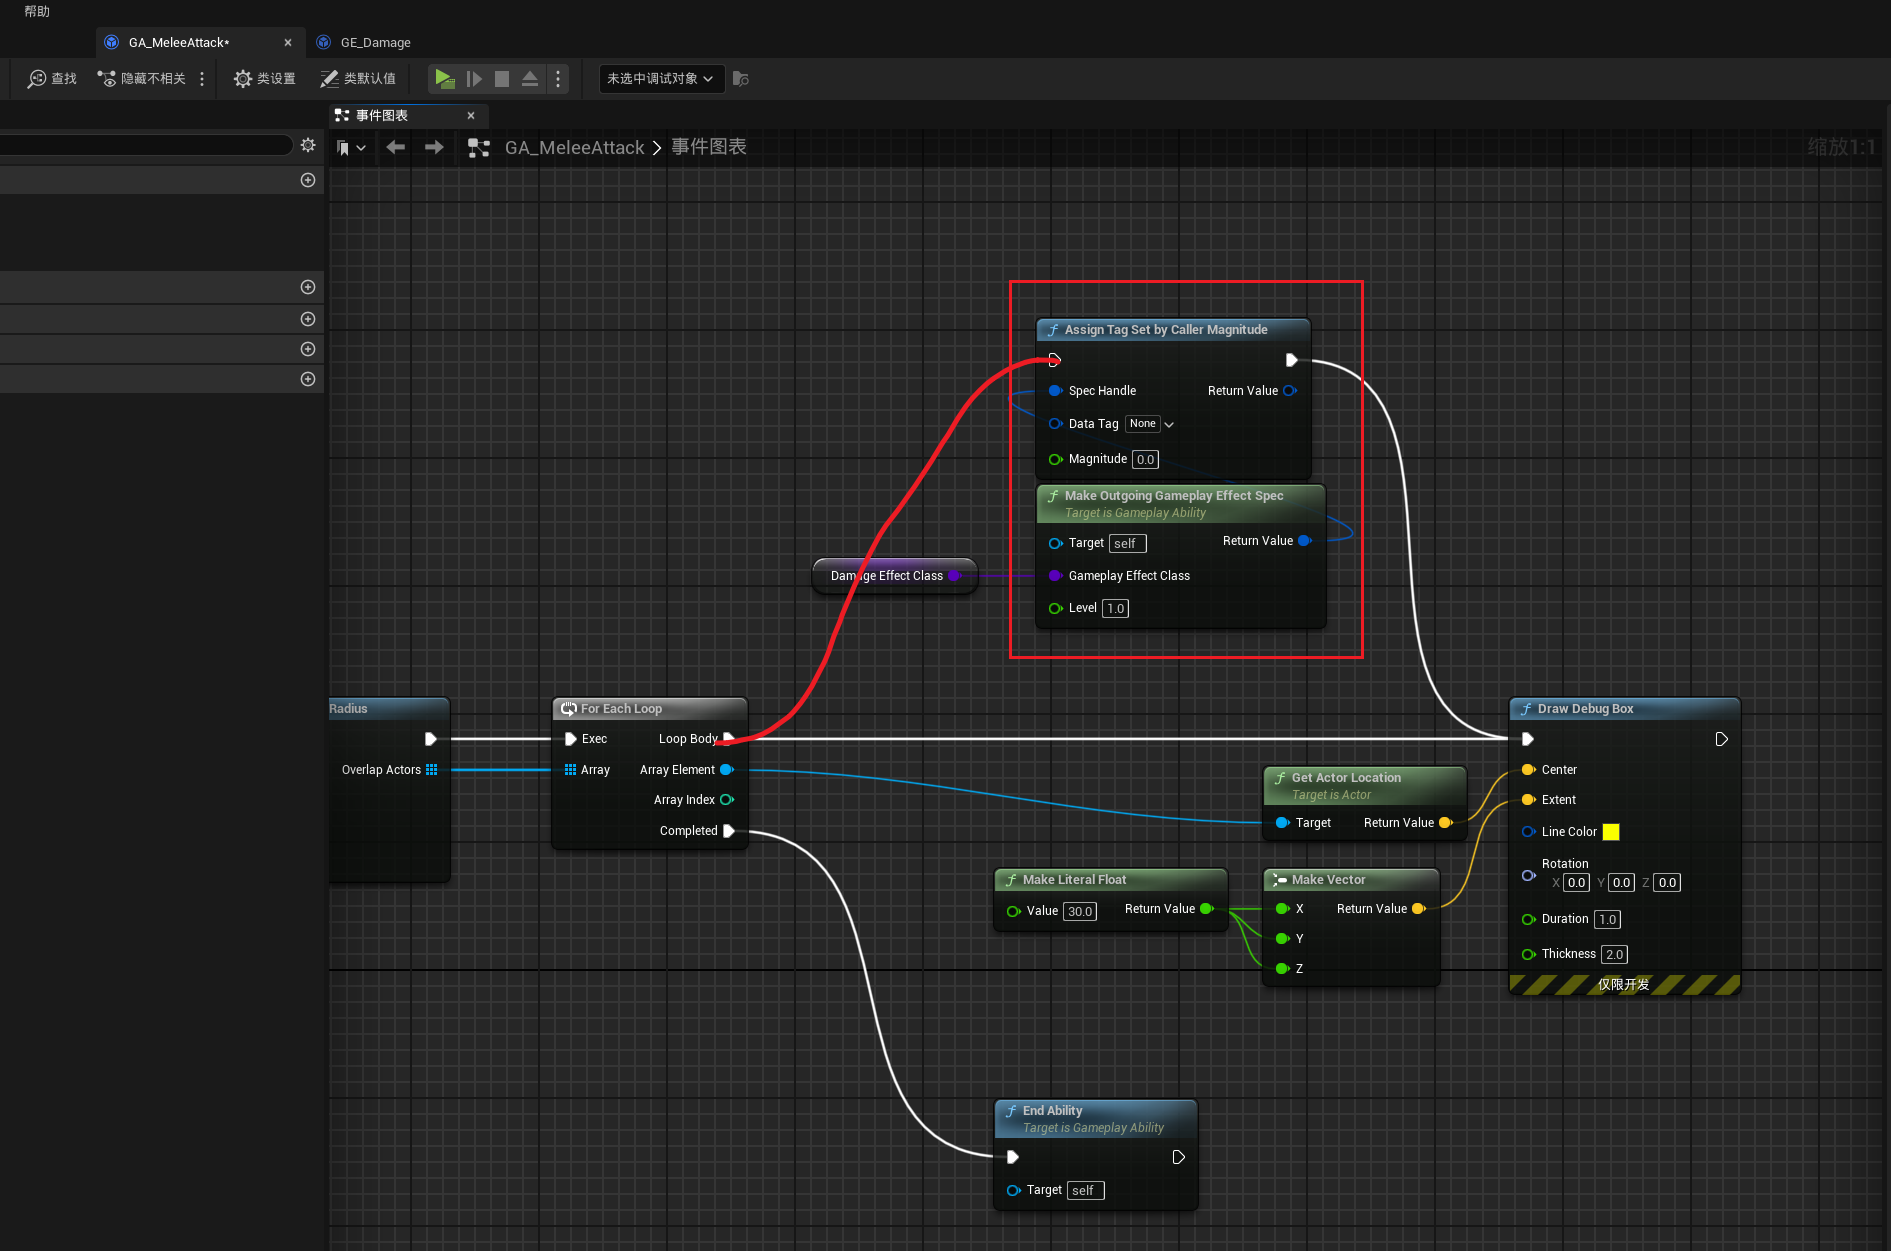 帮助
GA_MeleeAttack*
GE_Damage
查找
隐藏不相关
类设置
类默认值
未选中调试对象
事件图表
GA_MeleeAttack
事件图表
缩放1:1
Assign Tag Set by Caller Magnitude
Spec Handle
Return Value
Data Tag None
Magnitude 0.0
Make Outgoing Gameplay Effect Spec
Target is Gameplay Ability
Target self
Return Value
Damage Effect Class
Gameplay Effect Class
Level 1.0
Radius
Overlap Actors
For Each Loop
Exec
Loop Body
Array
Array Element
Array Index
Completed
Get Actor Location
Target is Actor
Target
Return Value
Make Literal Float
Value 30.0
Return Value
Make Vector
X
Return Value
Y
Z
Draw Debug Box
Center
Extent
Line Color
Rotation
X 0.0 Y 0.0 Z 0.0
Duration 1.0
Thickness 2.0
仅限开发
End Ability
Target is Gameplay Ability
Target self